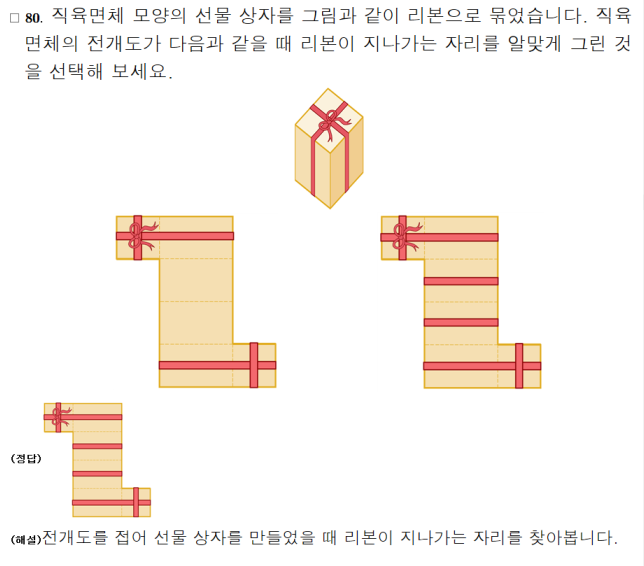 □ 80. 직육면체 모양의 선물 상자를 그림과 같이 리본으로 묶었습니다. 직육
면체의 전개도가 다음과 같을 때 리본이 지나가는 자리를 알맞게 그린 것
을 선택해 보세요.
(정답)
(해설)전개도를 접어 선물 상자를 만들었을 때 리본이 지나가는 자리를 찾아봅니다.